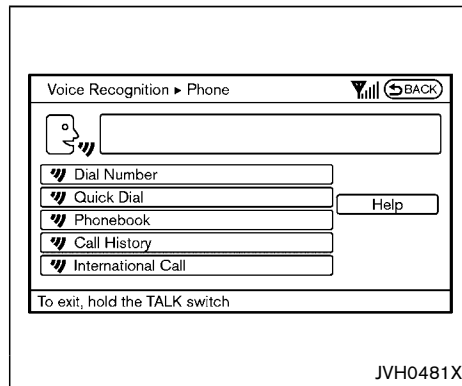 Voice Recognition ▸ Phone BACK
Dial Number
Quick Dial
Help
Phonebook
Call History
International Call
To exit, hold the TALK switch
JVH0481X